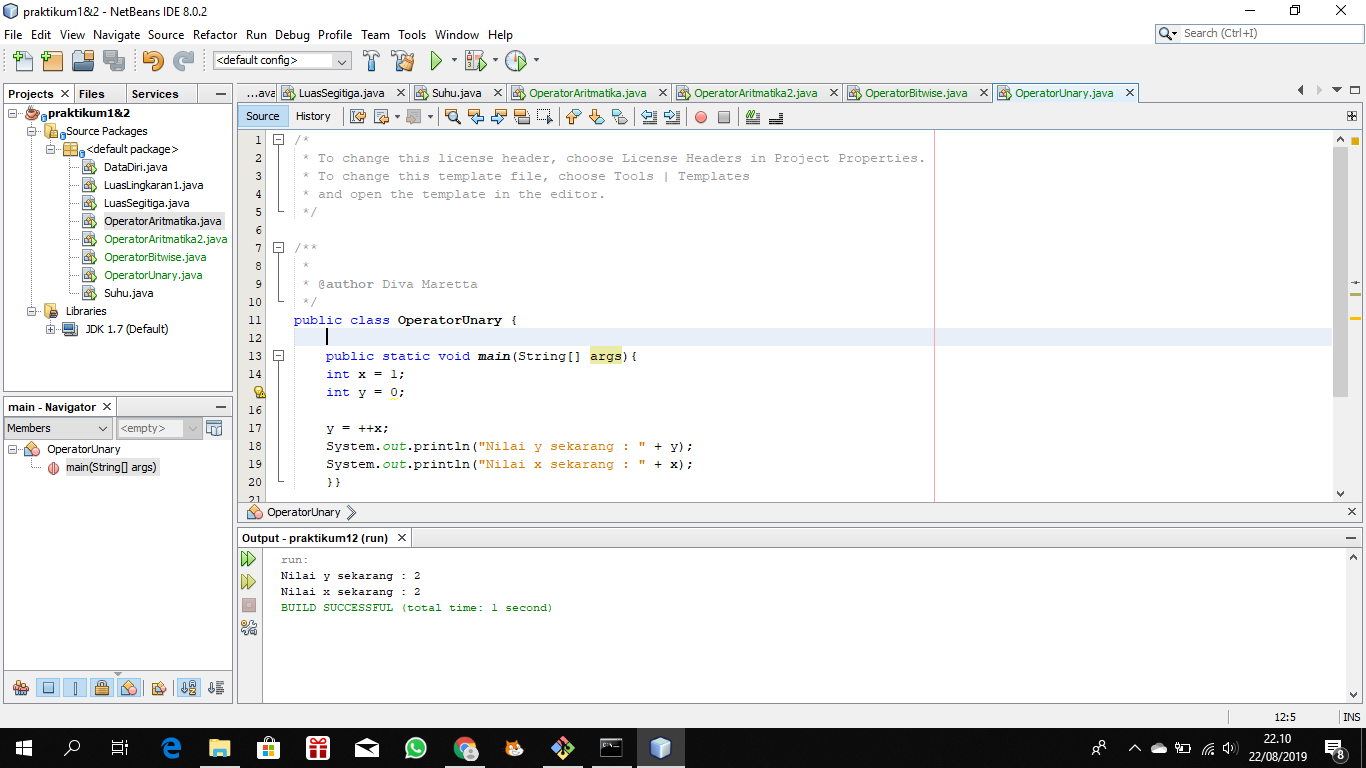 praktikum1&2 - NetBeans IDE 8.0.2
File Edit View Navigate Source Refactor Run Debug Profile Team Tools Window Help
Search (Ctrl+I)
<default config>
Projects Files Services
praktikum1&2
Source Packages
<default package>
DataDiri.java
LuasLingkaran1.java
LuasSegitiga.java
OperatorAritmatika.java
OperatorAritmatika2.java
OperatorBitwise.java
OperatorUnary.java
Suhu.java
Libraries
JDK 1.7 (Default)
main - Navigator
Members <empty>
OperatorUnary
main(String[] args)
...ava LuasSegitiga.java Suhu.java OperatorAritmatika.java OperatorAritmatika2.java OperatorBitwise.java OperatorUnary.java
Source History
1 /*
2 * To change this license header, choose License Headers in Project Properties.
3 * To change this template file, choose Tools | Templates
4 * and open the template in the editor.
5 */
6
7 /**
8 *
9 * @author Diva Maretta
10 */
11 public class OperatorUnary {
12
13 public static void main(String[] args){
14 int x = 1;
int y = 0;
16
17 y = ++x;
18 System.out.println("Nilai y sekarang : " + y);
19 System.out.println("Nilai x sekarang : " + x);
20 }}
21
OperatorUnary
Output - praktikum12 (run)
run:
Nilai y sekarang : 2
Nilai x sekarang : 2
BUILD SUCCESSFUL (total time: 1 second)
12:5 INS
22.10
22/08/2019
8